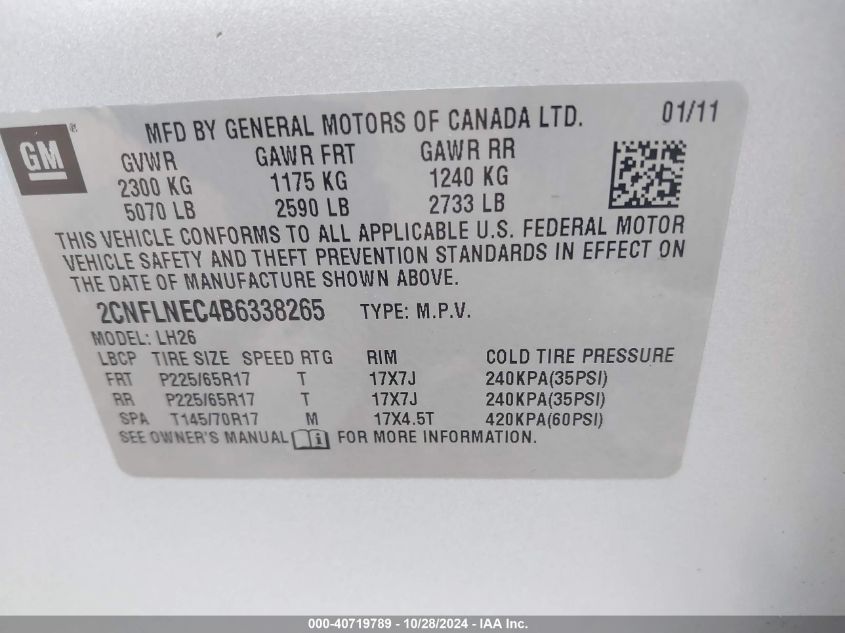 GM®
MFD BY GENERAL MOTORS OF CANADA LTD. 01/11
GVWR GAWR FRT GAWR RR
2300 KG 1175 KG 1240 KG
5070 LB 2590 LB 2733 LB
THIS VEHICLE CONFORMS TO ALL APPLICABLE U.S. FEDERAL MOTOR
VEHICLE SAFETY AND THEFT PREVENTION STANDARDS IN EFFECT ON
THE DATE OF MANUFACTURE SHOWN ABOVE.
2CNFLNEC4B6338265 TYPE: M.P.V.
MODEL: LH26
LBCP TIRE SIZE SPEED RTG RIM COLD TIRE PRESSURE
FRT P225/65R17 T 17X7J 240KPA(35PSI)
RR P225/65R17 T 17X7J 240KPA(35PSI)
SPA T145/70R17 M 17X4.5T 420KPA(60PSI)
SEE OWNER'S MANUAL i FOR MORE INFORMATION.
000-40719789 - 10/28/2024 - IAA Inc.